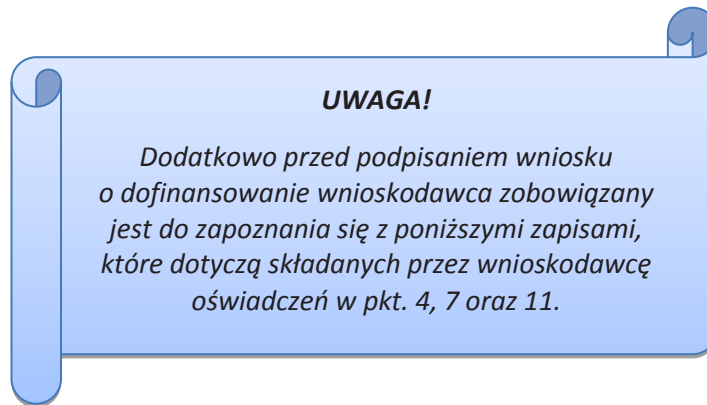 UWAGA!
Dodatkowo przed podpisaniem wniosku
o dofinansowanie wnioskodawca zobowiązany
jest do zapoznania się z poniższymi zapisami,
które dotyczą składanych przez wnioskodawcę
oświadczeń w pkt. 4, 7 oraz 11.